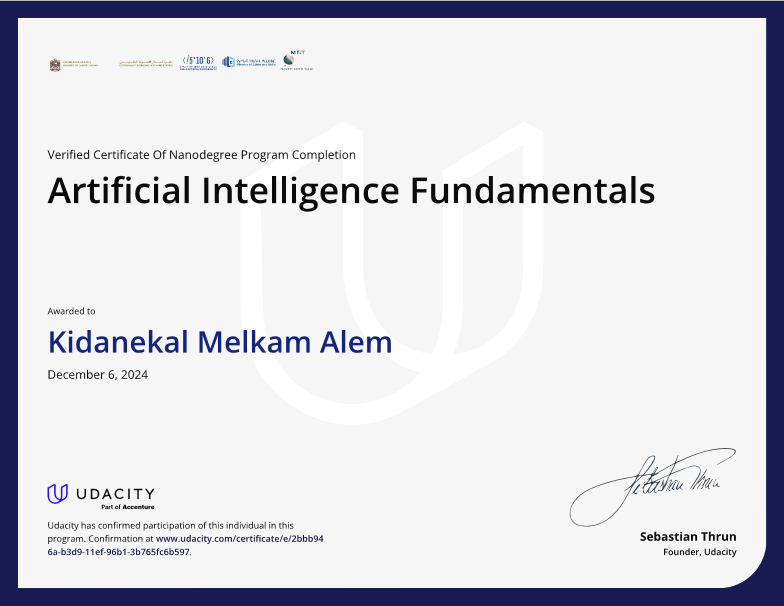 Verified Certificate Of Nanodegree Program Completion
Artificial Intelligence Fundamentals
Awarded to
Kidanekal Melkam Alem
December 6, 2024
UDACITY
Part of Accenture
Udacity has confirmed participation of this individual in this
program. Confirmation at www.udacity.com/certificate/e/2bbb94
6a-b3d9-11ef-96b1-3b765fc6b597.
Sebastian Thrun
Sebastian Thrun
Founder, Udacity